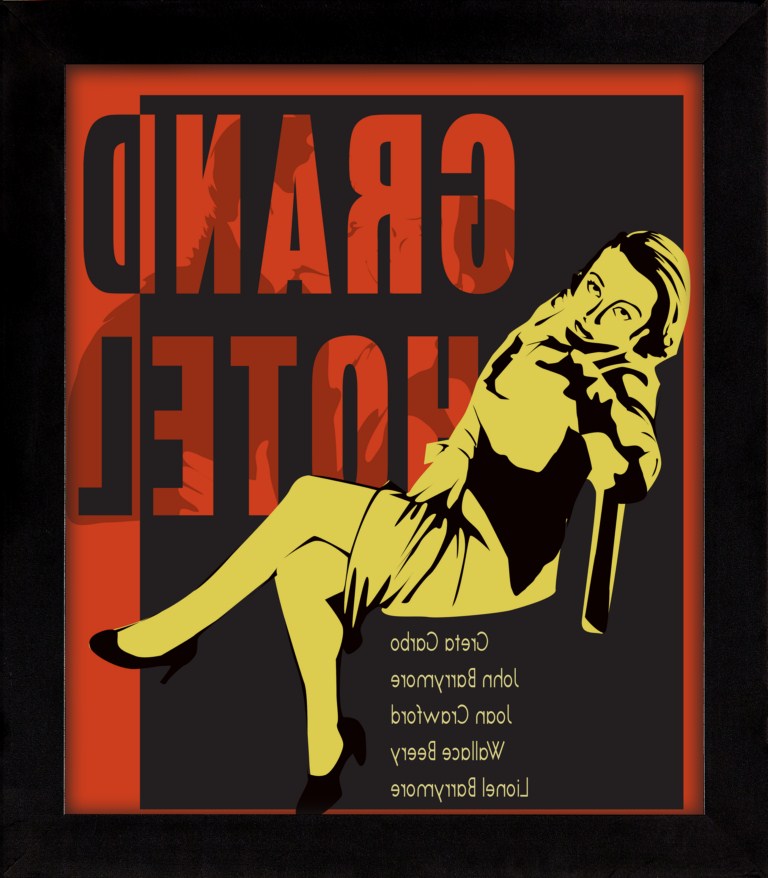 GRAND
HOTEL
Greta Garbo
John Barrymore
Joan Crawford
Wallace Beery
Lionel Barrymore